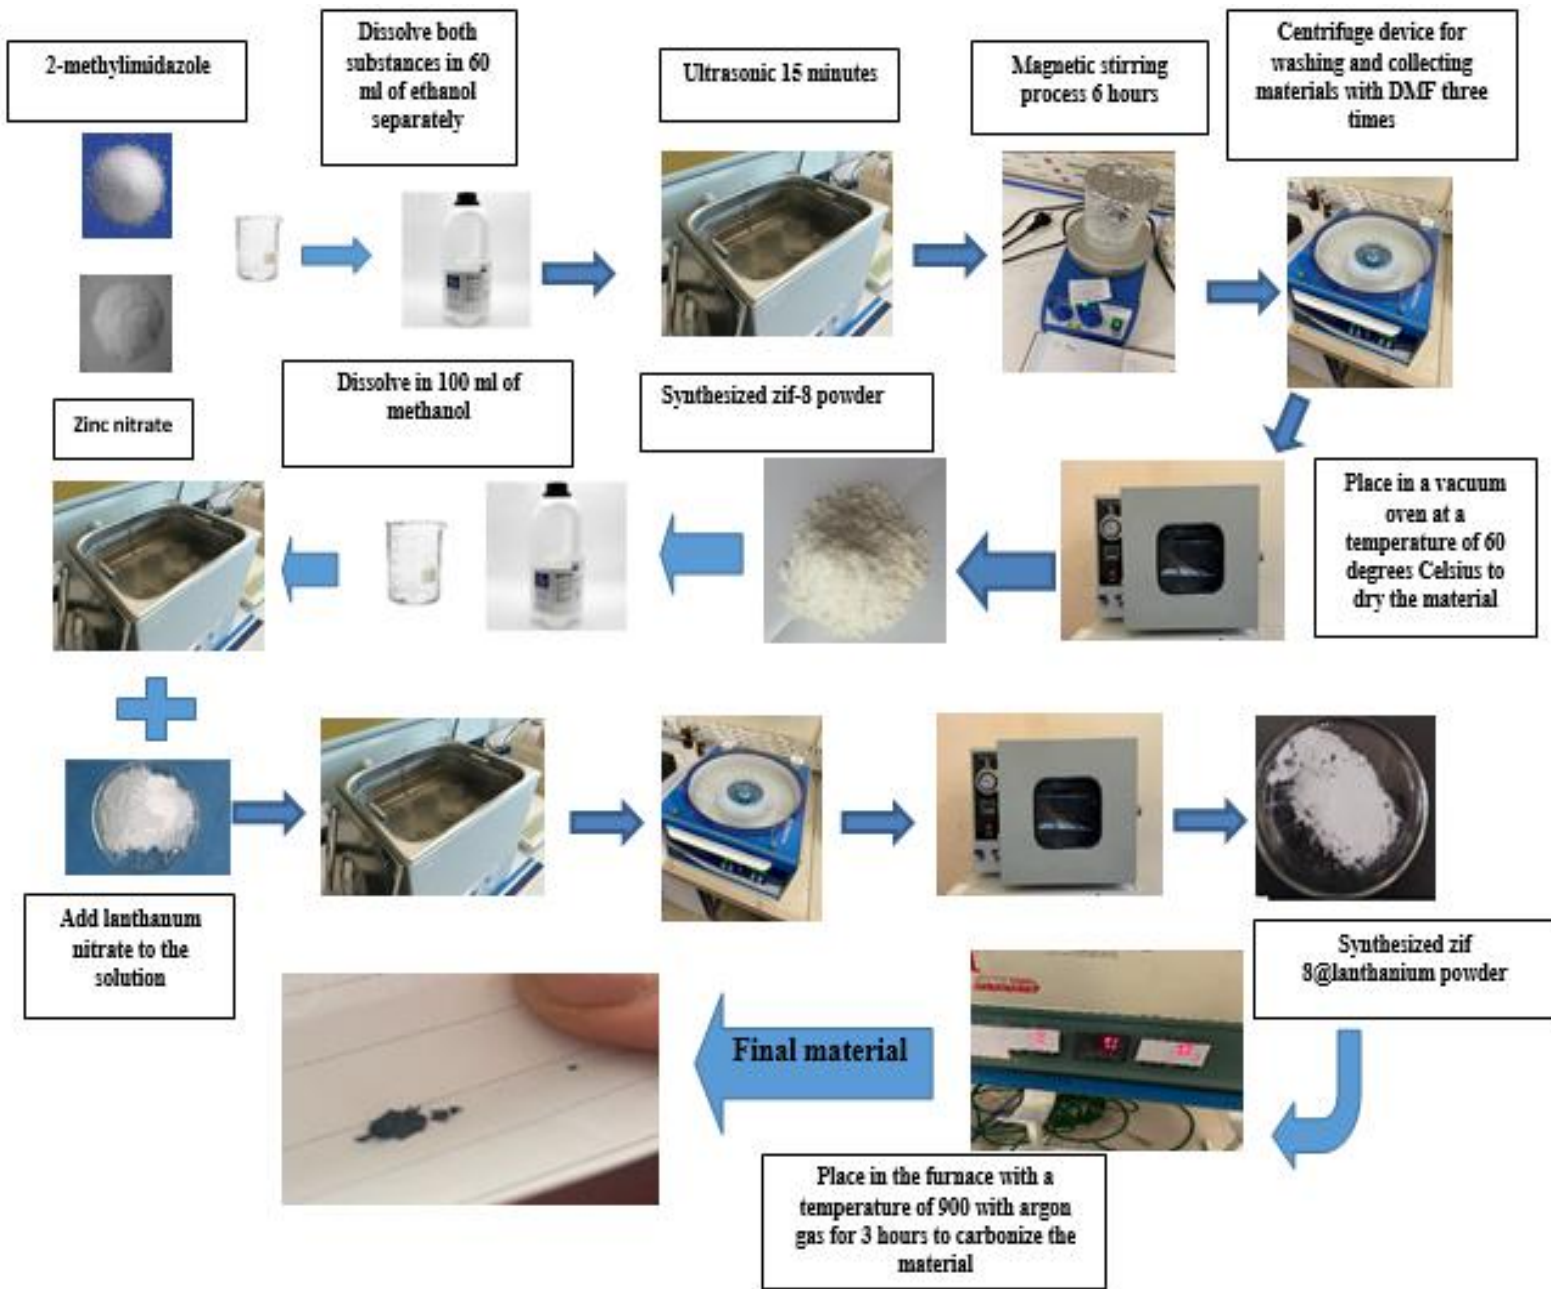 2-methylimidazole
Dissolve both
substances in 60
ml of ethanol
separately
Ultrasonic 15 minutes
Magnetic stirring
process 6 hours
Centrifuge device for
washing and collecting
materials with DMF three
times
Zinc nitrate
Dissolve in 100 ml of
methanol
Synthesized zif-8 powder
Place in a vacuum
oven at a
temperature of 60
degrees Celsius to
dry the material
Add lanthanum
nitrate to the
solution
Synthesized zif
8@lanthanium powder
Final material
Place in the furnace with a
temperature of 900 with argon
gas for 3 hours to carbonize the
material